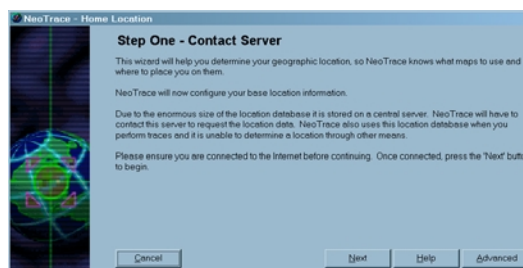 NeoTrace - Home Location
Step One - Contact Server
This wizard will help you determine your geographic location, so NeoTrace knows what maps to use and
where to place you on them.
NeoTrace will now configure your base location information.
Due to the enormous size of the location database it is stored on a central server. NeoTrace will have to
contact this server to request the location data. NeoTrace also uses this location database when you
perform traces and it is unable to determine a location through other means.
Please ensure you are connected to the Internet before continuing. Once connected, press the 'Next' butt
to begin.
Cancel
Next
Help
Advanced